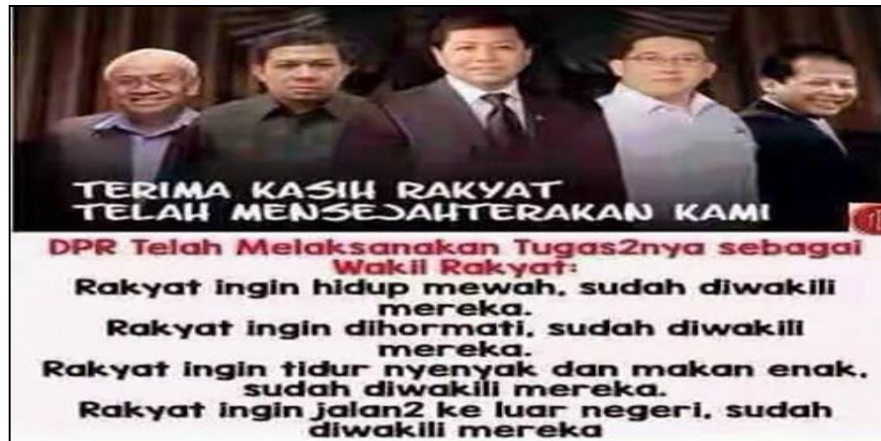 TERIMA KASIH RAKYAT
TELAH MENSEJAHTERAKAN KAMI
DPR Telah Melaksanakan Tugas2nya sebagai
Wakil Rakyat:
Rakyat ingin hidup mewah, sudah diwakili
mereka.
Rakyat ingin dihormati, sudah diwakili
mereka.
Rakyat ingin tidur nyenyak dan makan enak,
sudah diwakili mereka.
Rakyat ingin jalan2 ke luar negeri, sudah
diwakili mereka